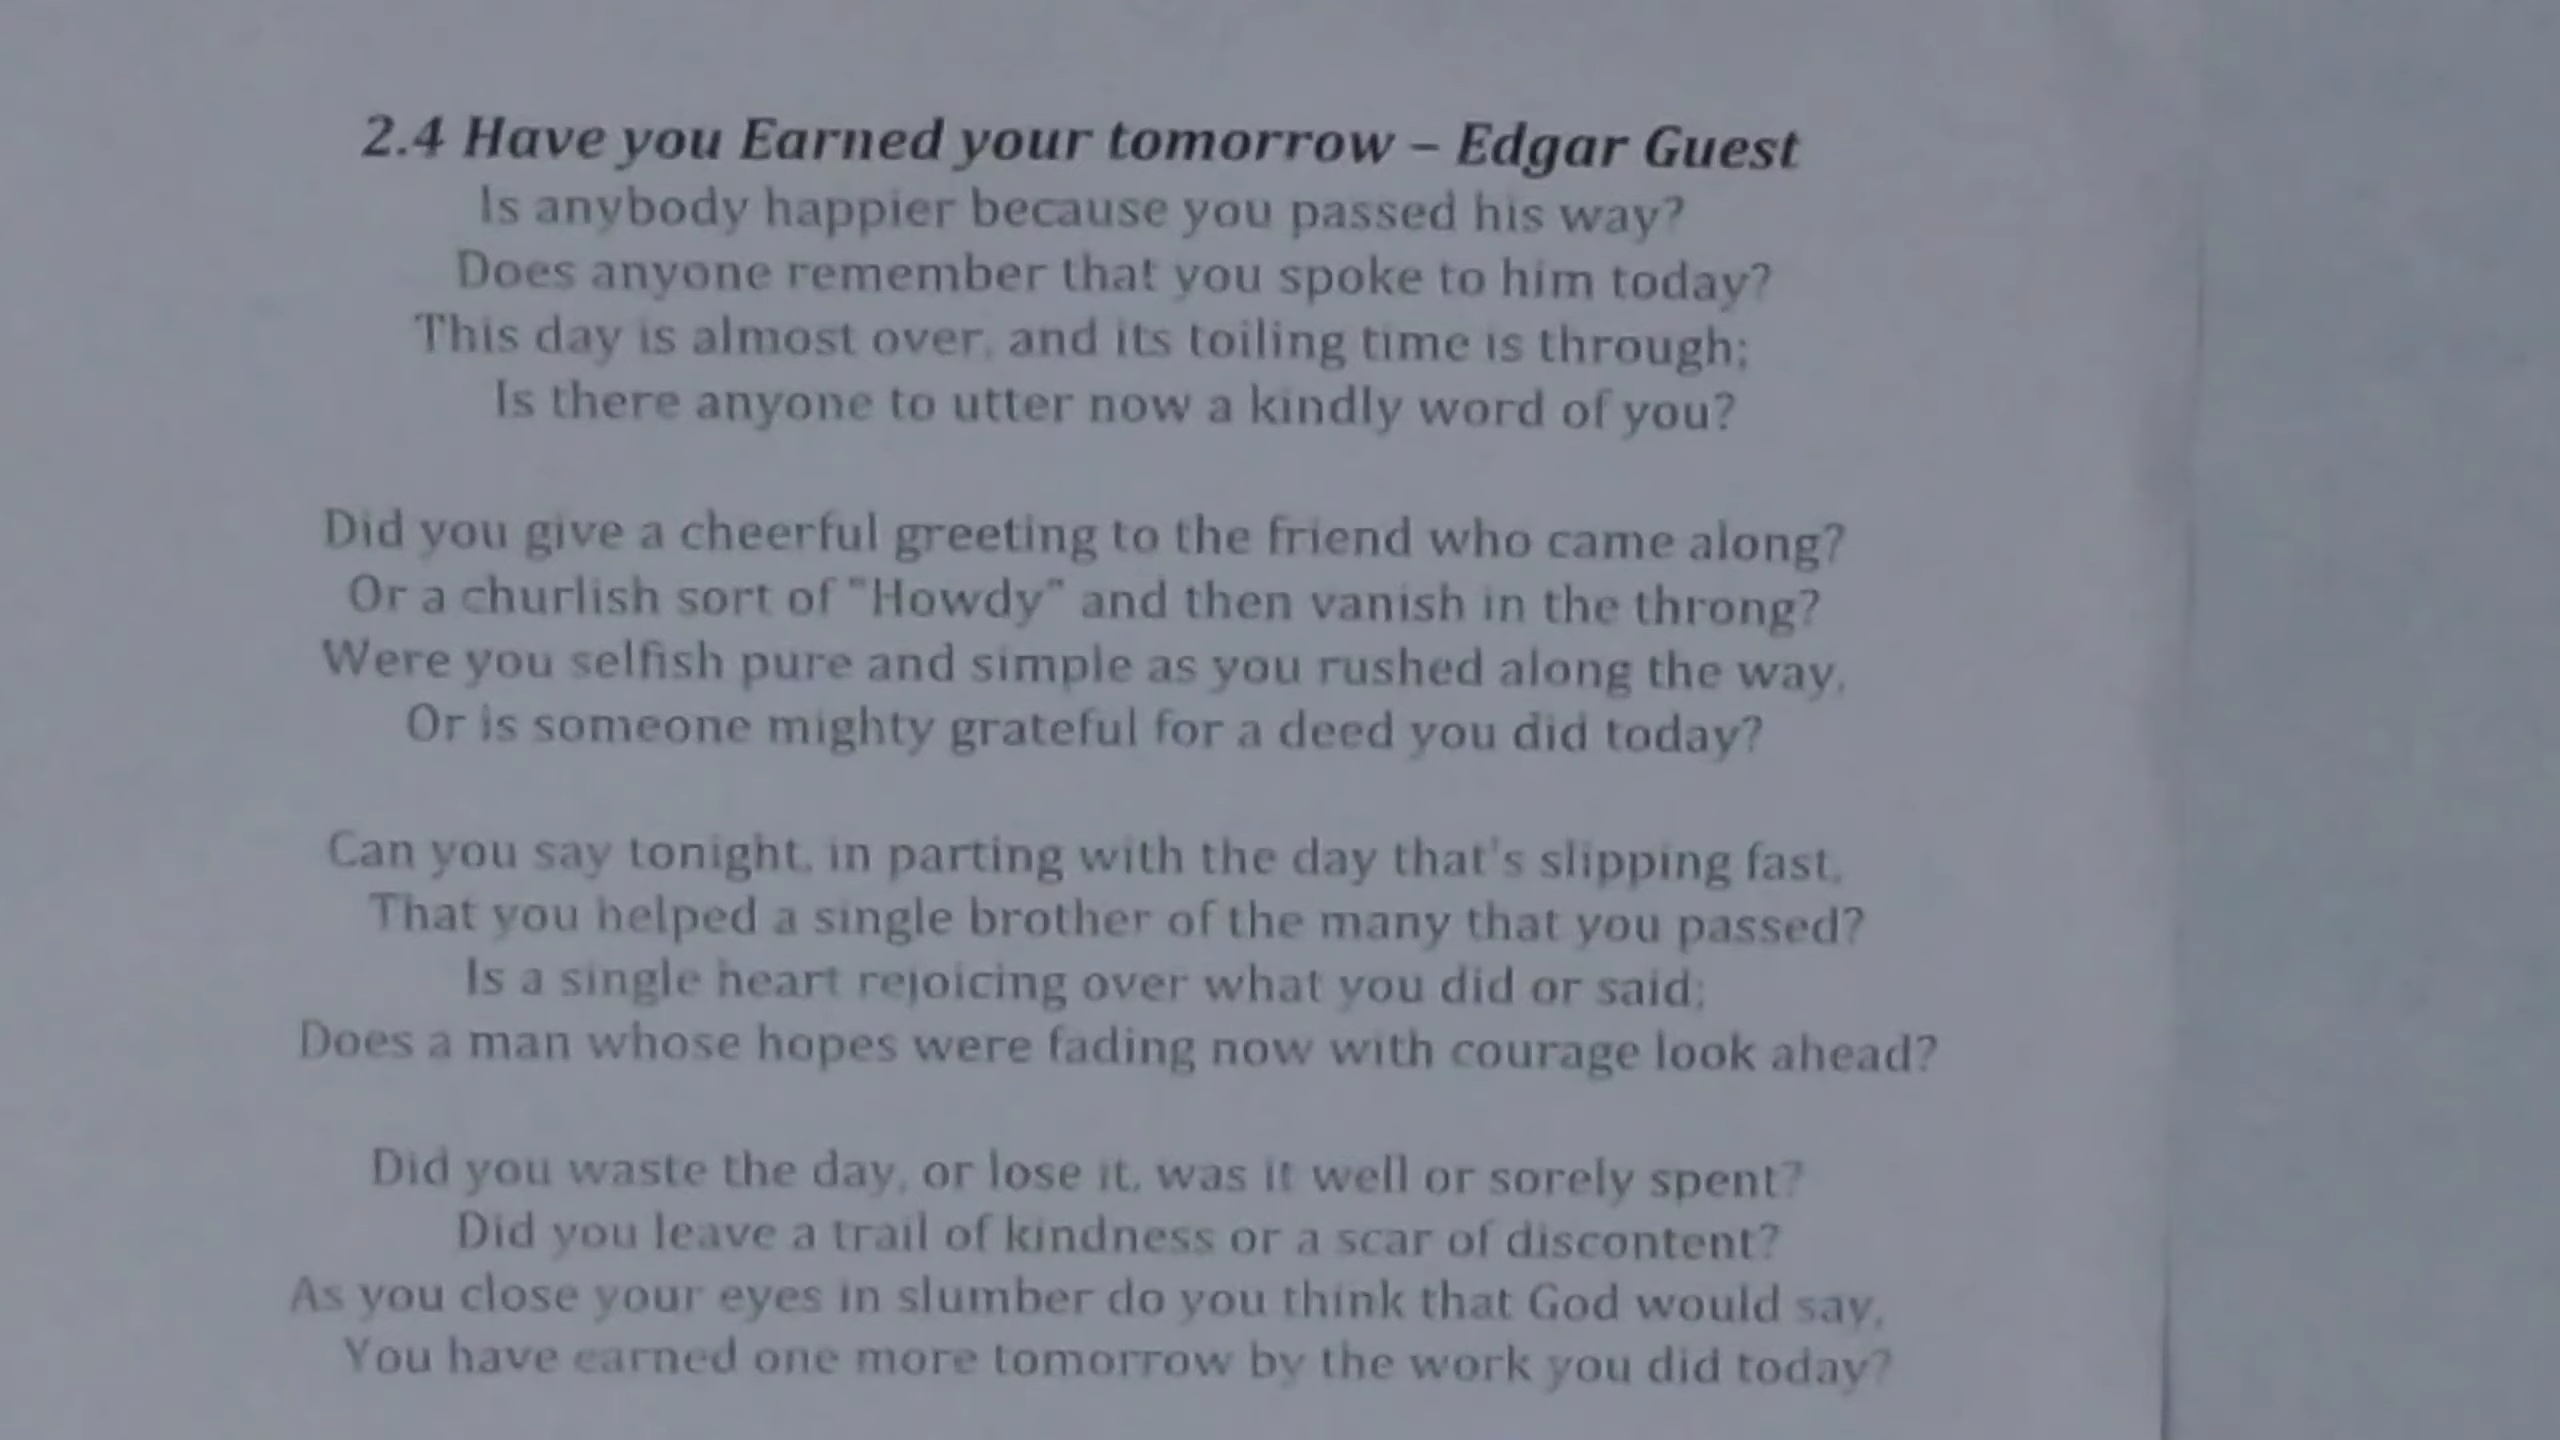 2.4 Have you Earned your tomorrow – Edgar Guest
Is anybody happier because you passed his way?
Does anyone remember that you spoke to him today?
This day is almost over, and its toiling time is through;
Is there anyone to utter now a kindly word of you?
Did you give a cheerful greeting to the friend who came along?
Or a churlish sort of "Howdy" and then vanish in the throng?
Were you selfish pure and simple as you rushed along the way,
Or is someone mighty grateful for a deed you did today?
Can you say tonight, in parting with the day that's slipping fast,
That you helped a single brother of the many that you passed?
Is a single heart rejoicing over what you did or said;
Does a man whose hopes were fading now with courage look ahead?
Did you waste the day, or lose it, was it well or sorely spent?
Did you leave a trail of kindness or a scar of discontent?
As you close your eyes in slumber do you think that God would say,
You have earned one more tomorrow by the work you did today?